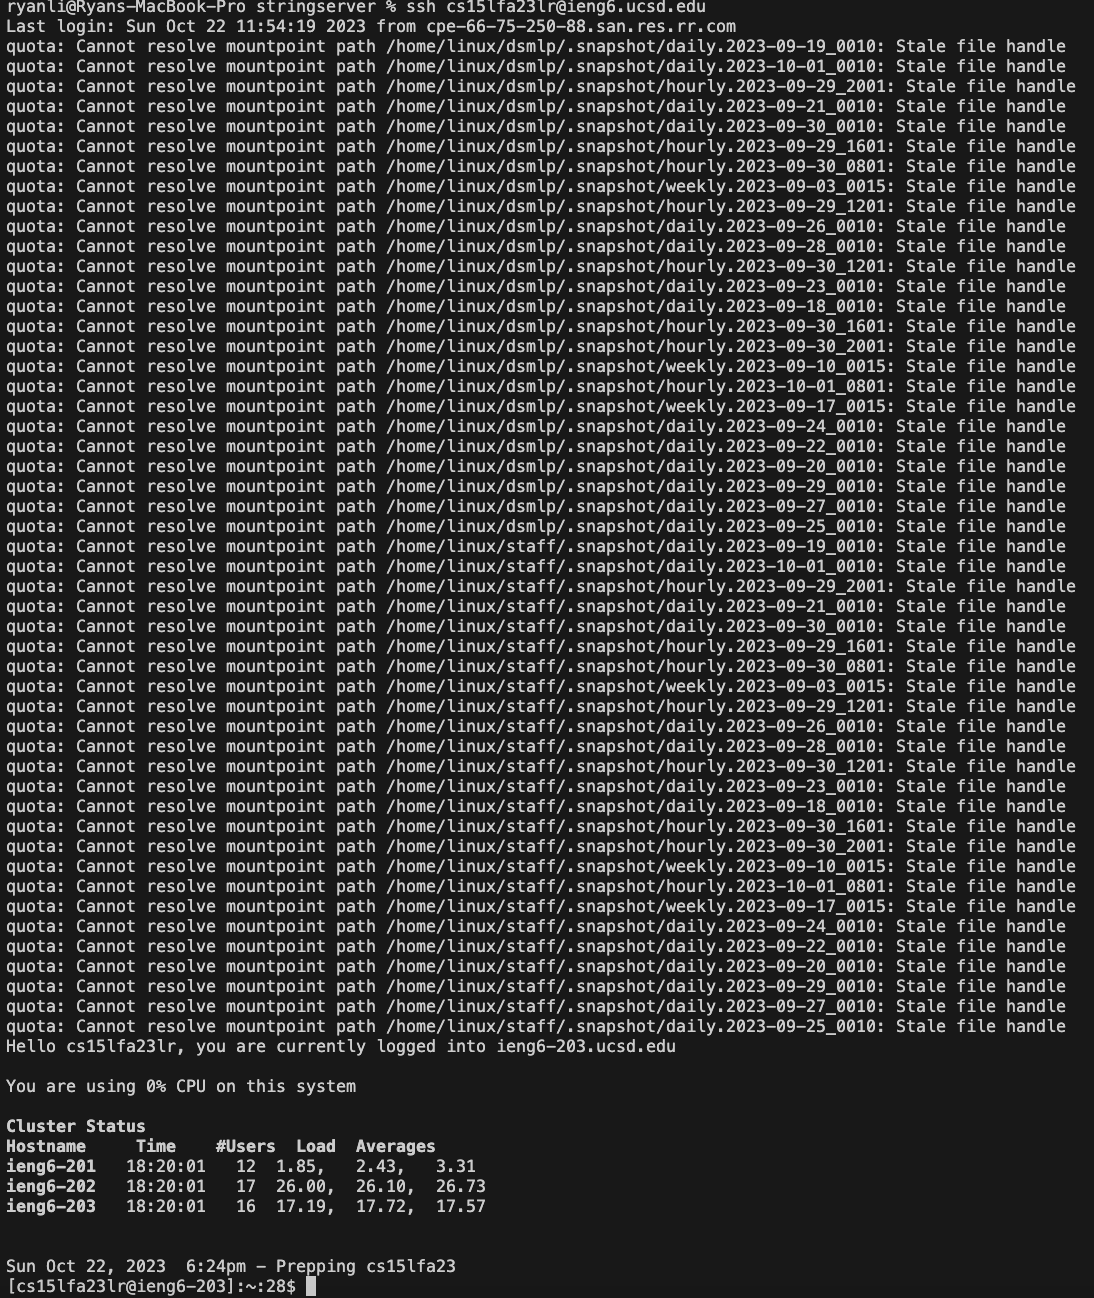 ryanli@Ryans-MacBook-Pro stringserver % ssh cs15lfa23lr@ieng6.ucsd.edu
Last login: Sun Oct 22 11:54:19 2023 from cpe-66-75-250-88.san.res.rr.com
quota: Cannot resolve mountpoint path /home/linux/dsmlp/.snapshot/daily.2023-09-19_0010: Stale file handle
quota: Cannot resolve mountpoint path /home/linux/dsmlp/.snapshot/daily.2023-10-01_0010: Stale file handle
quota: Cannot resolve mountpoint path /home/linux/dsmlp/.snapshot/hourly.2023-09-29_2001: Stale file handle
quota: Cannot resolve mountpoint path /home/linux/dsmlp/.snapshot/daily.2023-09-21_0010: Stale file handle
quota: Cannot resolve mountpoint path /home/linux/dsmlp/.snapshot/daily.2023-09-30_0010: Stale file handle
quota: Cannot resolve mountpoint path /home/linux/dsmlp/.snapshot/hourly.2023-09-29_1601: Stale file handle
quota: Cannot resolve mountpoint path /home/linux/dsmlp/.snapshot/hourly.2023-09-30_0801: Stale file handle
quota: Cannot resolve mountpoint path /home/linux/dsmlp/.snapshot/weekly.2023-09-03_0015: Stale file handle
quota: Cannot resolve mountpoint path /home/linux/dsmlp/.snapshot/hourly.2023-09-29_1201: Stale file handle
quota: Cannot resolve mountpoint path /home/linux/dsmlp/.snapshot/daily.2023-09-26_0010: Stale file handle
quota: Cannot resolve mountpoint path /home/linux/dsmlp/.snapshot/daily.2023-09-28_0010: Stale file handle
quota: Cannot resolve mountpoint path /home/linux/dsmlp/.snapshot/hourly.2023-09-30_1201: Stale file handle
quota: Cannot resolve mountpoint path /home/linux/dsmlp/.snapshot/daily.2023-09-23_0010: Stale file handle
quota: Cannot resolve mountpoint path /home/linux/dsmlp/.snapshot/daily.2023-09-18_0010: Stale file handle
quota: Cannot resolve mountpoint path /home/linux/dsmlp/.snapshot/hourly.2023-09-30_1601: Stale file handle
quota: Cannot resolve mountpoint path /home/linux/dsmlp/.snapshot/hourly.2023-09-30_2001: Stale file handle
quota: Cannot resolve mountpoint path /home/linux/dsmlp/.snapshot/weekly.2023-09-10_0015: Stale file handle
quota: Cannot resolve mountpoint path /home/linux/dsmlp/.snapshot/hourly.2023-10-01_0801: Stale file handle
quota: Cannot resolve mountpoint path /home/linux/dsmlp/.snapshot/weekly.2023-09-17_0015: Stale file handle
quota: Cannot resolve mountpoint path /home/linux/dsmlp/.snapshot/daily.2023-09-24_0010: Stale file handle
quota: Cannot resolve mountpoint path /home/linux/dsmlp/.snapshot/daily.2023-09-22_0010: Stale file handle
quota: Cannot resolve mountpoint path /home/linux/dsmlp/.snapshot/daily.2023-09-20_0010: Stale file handle
quota: Cannot resolve mountpoint path /home/linux/dsmlp/.snapshot/daily.2023-09-29_0010: Stale file handle
quota: Cannot resolve mountpoint path /home/linux/dsmlp/.snapshot/daily.2023-09-27_0010: Stale file handle
quota: Cannot resolve mountpoint path /home/linux/dsmlp/.snapshot/daily.2023-09-25_0010: Stale file handle
quota: Cannot resolve mountpoint path /home/linux/staff/.snapshot/daily.2023-09-19_0010: Stale file handle
quota: Cannot resolve mountpoint path /home/linux/staff/.snapshot/daily.2023-10-01_0010: Stale file handle
quota: Cannot resolve mountpoint path /home/linux/staff/.snapshot/hourly.2023-09-29_2001: Stale file handle
quota: Cannot resolve mountpoint path /home/linux/staff/.snapshot/daily.2023-09-21_0010: Stale file handle
quota: Cannot resolve mountpoint path /home/linux/staff/.snapshot/daily.2023-09-30_0010: Stale file handle
quota: Cannot resolve mountpoint path /home/linux/staff/.snapshot/hourly.2023-09-29_1601: Stale file handle
quota: Cannot resolve mountpoint path /home/linux/staff/.snapshot/hourly.2023-09-30_0801: Stale file handle
quota: Cannot resolve mountpoint path /home/linux/staff/.snapshot/weekly.2023-09-03_0015: Stale file handle
quota: Cannot resolve mountpoint path /home/linux/staff/.snapshot/hourly.2023-09-29_1201: Stale file handle
quota: Cannot resolve mountpoint path /home/linux/staff/.snapshot/daily.2023-09-26_0010: Stale file handle
quota: Cannot resolve mountpoint path /home/linux/staff/.snapshot/daily.2023-09-28_0010: Stale file handle
quota: Cannot resolve mountpoint path /home/linux/staff/.snapshot/hourly.2023-09-30_1201: Stale file handle
quota: Cannot resolve mountpoint path /home/linux/staff/.snapshot/daily.2023-09-23_0010: Stale file handle
quota: Cannot resolve mountpoint path /home/linux/staff/.snapshot/daily.2023-09-18_0010: Stale file handle
quota: Cannot resolve mountpoint path /home/linux/staff/.snapshot/hourly.2023-09-30_1601: Stale file handle
quota: Cannot resolve mountpoint path /home/linux/staff/.snapshot/hourly.2023-09-30_2001: Stale file handle
quota: Cannot resolve mountpoint path /home/linux/staff/.snapshot/weekly.2023-09-10_0015: Stale file handle
quota: Cannot resolve mountpoint path /home/linux/staff/.snapshot/hourly.2023-10-01_0801: Stale file handle
quota: Cannot resolve mountpoint path /home/linux/staff/.snapshot/weekly.2023-09-17_0015: Stale file handle
quota: Cannot resolve mountpoint path /home/linux/staff/.snapshot/daily.2023-09-24_0010: Stale file handle
quota: Cannot resolve mountpoint path /home/linux/staff/.snapshot/daily.2023-09-22_0010: Stale file handle
quota: Cannot resolve mountpoint path /home/linux/staff/.snapshot/daily.2023-09-20_0010: Stale file handle
quota: Cannot resolve mountpoint path /home/linux/staff/.snapshot/daily.2023-09-29_0010: Stale file handle
quota: Cannot resolve mountpoint path /home/linux/staff/.snapshot/daily.2023-09-27_0010: Stale file handle
quota: Cannot resolve mountpoint path /home/linux/staff/.snapshot/daily.2023-09-25_0010: Stale file handle
Hello cs15lfa23lr, you are currently logged into ieng6-203.ucsd.edu
You are using 0% CPU on this system
Cluster Status
Hostname     Time    #Users  Load  Averages
ieng6-201   18:20:01   12  1.85,   2.43,   3.31
ieng6-202   18:20:01   17  26.00,  26.10,  26.73
ieng6-203   18:20:01   16  17.19,  17.72,  17.57
Sun Oct 22, 2023  6:24pm - Prepping cs15lfa23
[cs15lfa23lr@ieng6-203]:~:28$